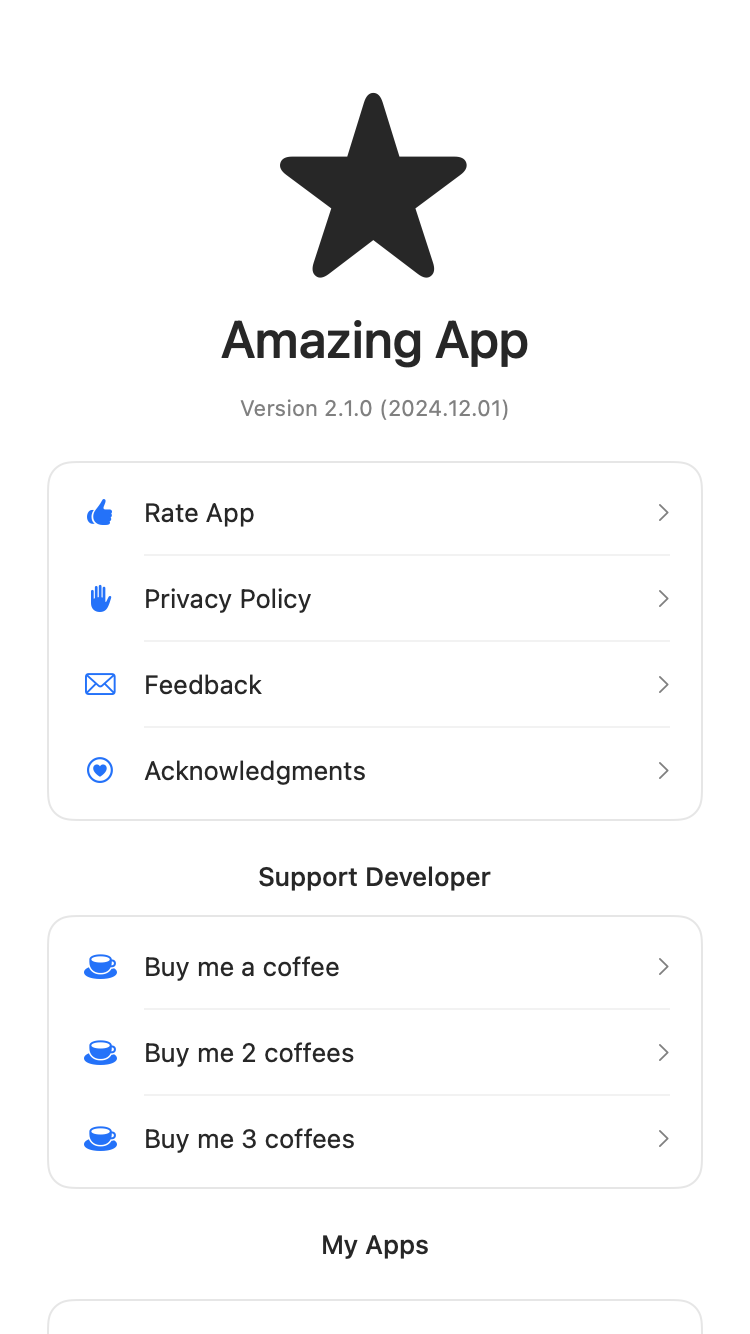 Amazing App
Version 2.1.0 (2024.12.01)
Rate App
Privacy Policy
Feedback
Acknowledgments
Support Developer
Buy me a coffee
Buy me 2 coffees
Buy me 3 coffees
My Apps